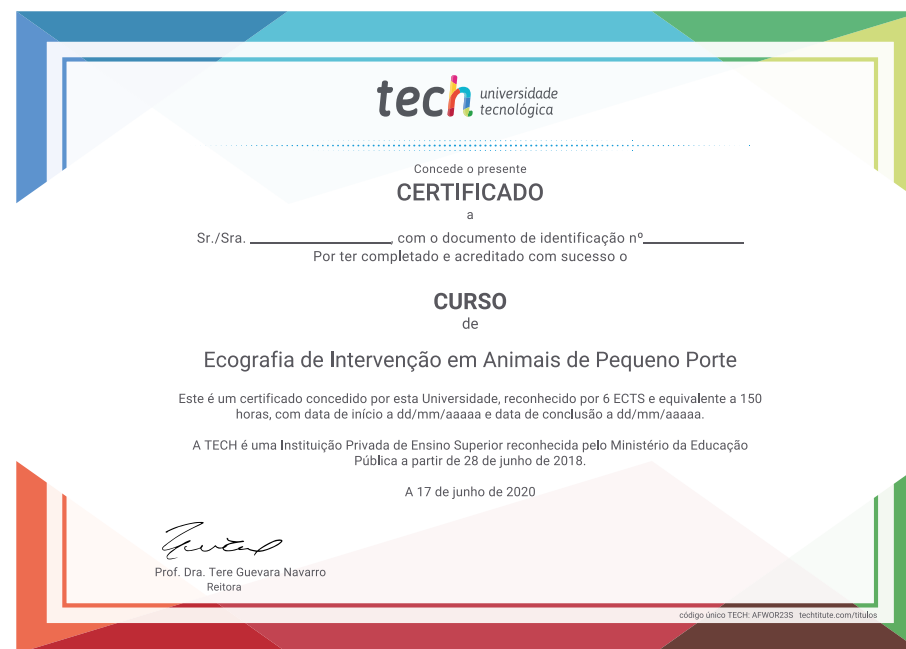 tech universidade
tecnológica
Concede o presente
CERTIFICADO
a
Sr./Sra. __________________, com o documento de identificação nº_____________
Por ter completado e acreditado com sucesso o
CURSO
de
Ecografia de Intervenção em Animais de Pequeno Porte
Este é um certificado concedido por esta Universidade, reconhecido por 6 ECTS e equivalente a 150
horas, com data de início a dd/mm/aaaaa e data de conclusão a dd/mm/aaaaa.
A TECH é uma Instituição Privada de Ensino Superior reconhecida pelo Ministério da Educação
Pública a partir de 28 de junho de 2018.
A 17 de junho de 2020
Prof. Dra. Tere Guevara Navarro
Reitora
código único TECH: AFWOR23S techtitute.com/titulos